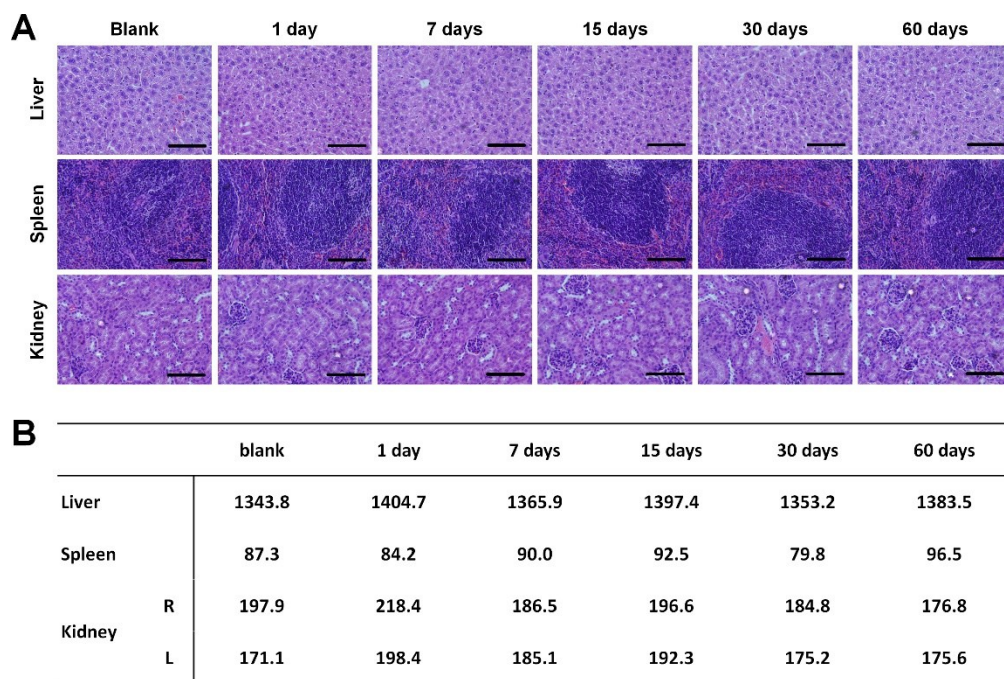 A
Blank 1 day 7 days 15 days 30 days 60 days
Liver
Spleen
Kidney
B
blank 1 day 7 days 15 days 30 days 60 days
Liver 1343.8 1404.7 1365.9 1397.4 1353.2 1383.5
Spleen 87.3 84.2 90.0 92.5 79.8 96.5
Kidney
R 197.9 218.4 186.5 196.6 184.8 176.8
L 171.1 198.4 185.1 192.3 175.2 175.6